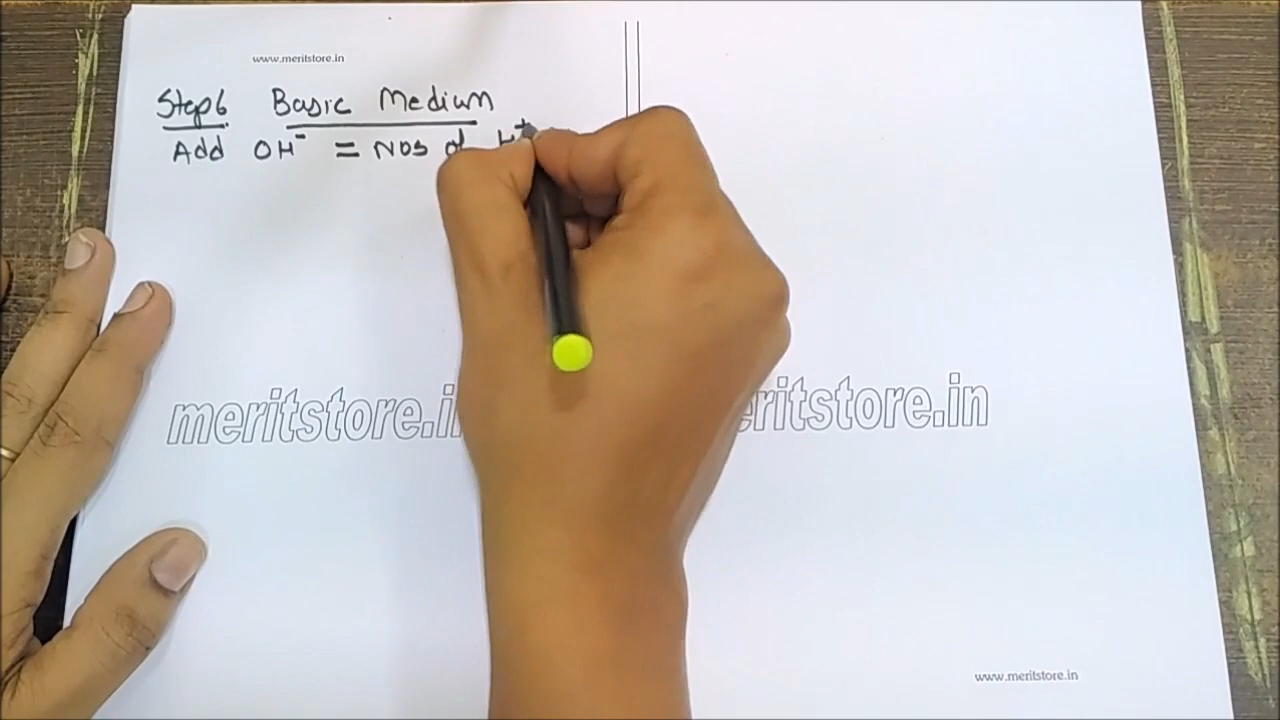 www.meritstore.in
Step6 Basic Medium
Add OH⁻ = NOS of H⁺
meritstore.in
eritstore.in
www.meritstore.in